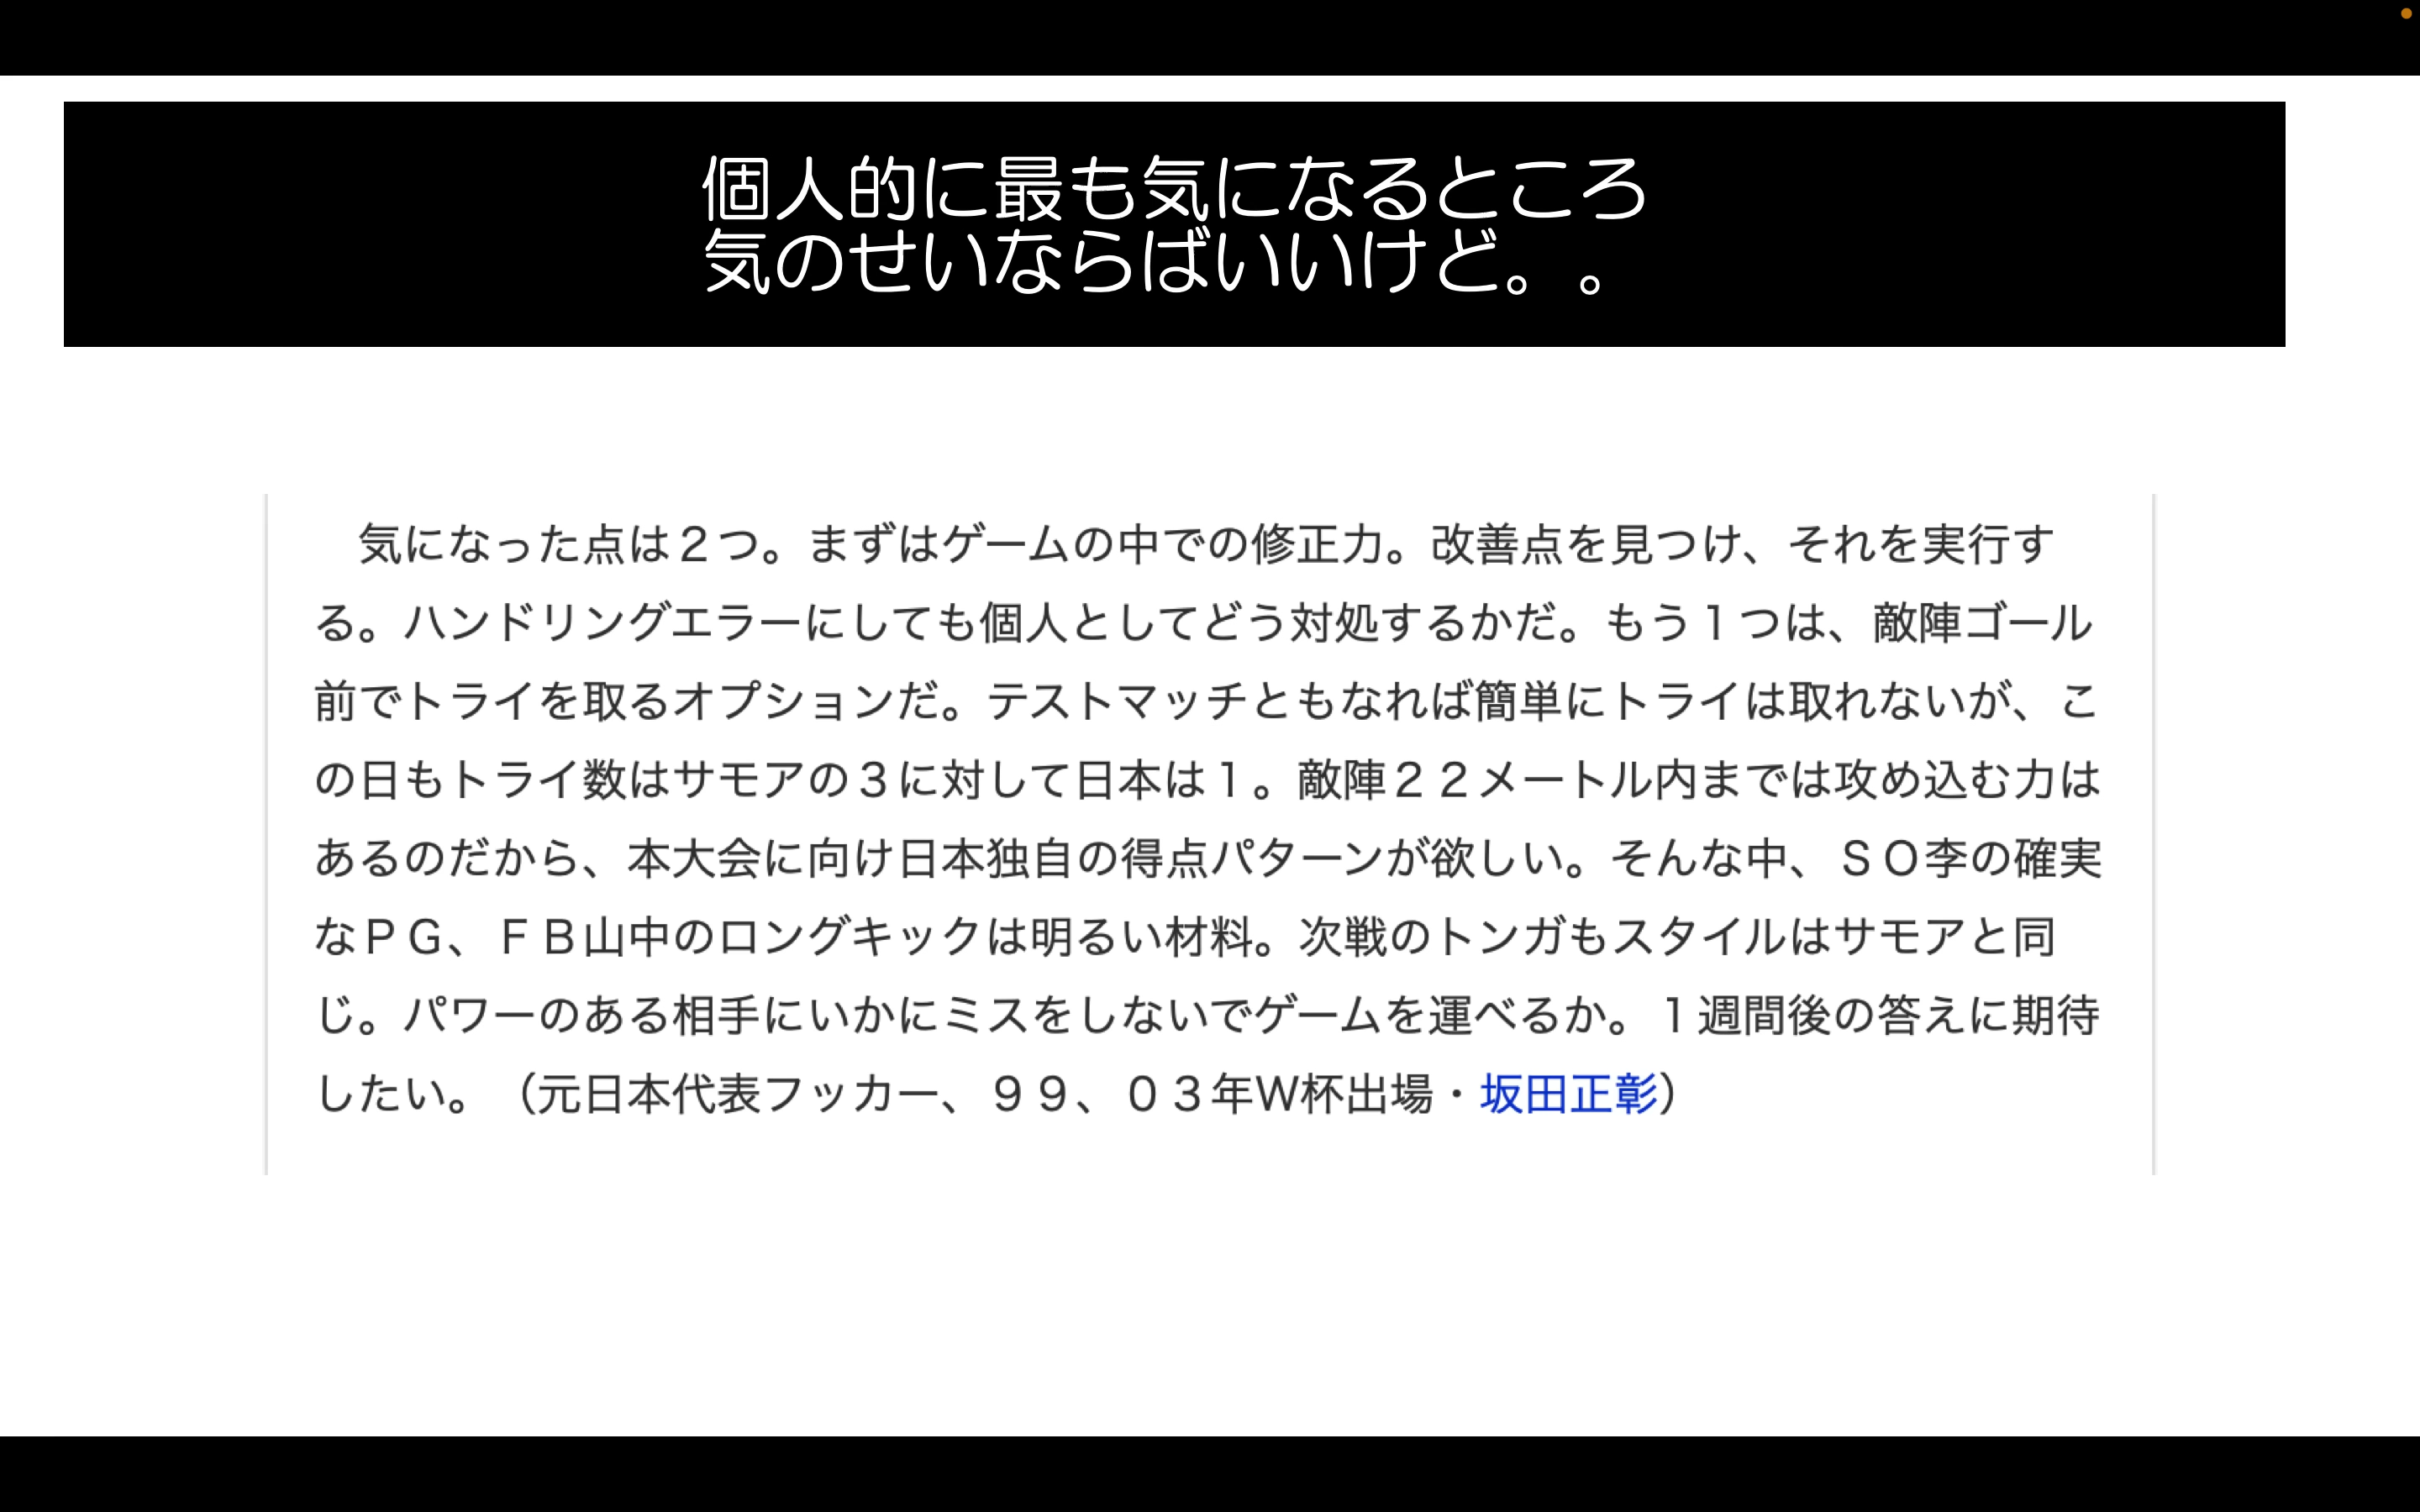 個人的に最も気になるところ
気のせいならばいいけど。。
気になった点は２つ。まずはゲームの中での修正力。改善点を見つけ、それを実行す
る。ハンドリングエラーにしても個人としてどう対処するかだ。もう１つは、敵陣ゴール
前でトライを取るオプションだ。テストマッチともなれば簡単にトライは取れないが、こ
の日もトライ数はサモアの３に対して日本は１。敵陣２２メートル内までは攻め込む力は
あるのだから、本大会に向け日本独自の得点パターンが欲しい。そんな中、ＳＯ李の確実
なＰＧ、ＦＢ山中のロングキックは明るい材料。次戦のトンガもスタイルはサモアと同
じ。パワーのある相手にいかにミスをしないでゲームを運べるか。１週間後の答えに期待
したい。（元日本代表フッカー、９９、０３年Ｗ杯出場・坂田正彰）